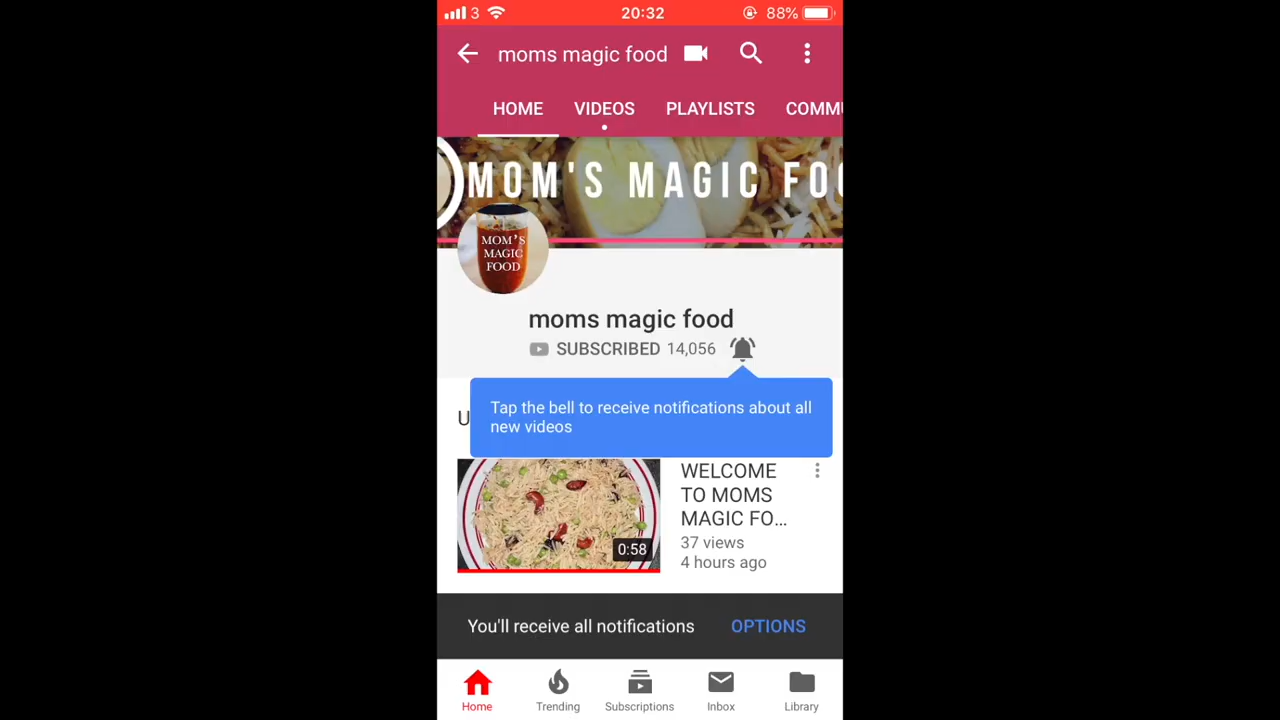 3 20:32 88%
moms magic food
HOME VIDEOS PLAYLISTS COMMU
MOM'S MAGIC FOO
MOM'S
MAGIC
FOOD
moms magic food
SUBSCRIBED 14,056
Tap the bell to receive notifications about all
new videos
U
WELCOME
TO MOMS
MAGIC FO...
37 views
4 hours ago
0:58
You'll receive all notifications OPTIONS
Home Trending Subscriptions Inbox Library